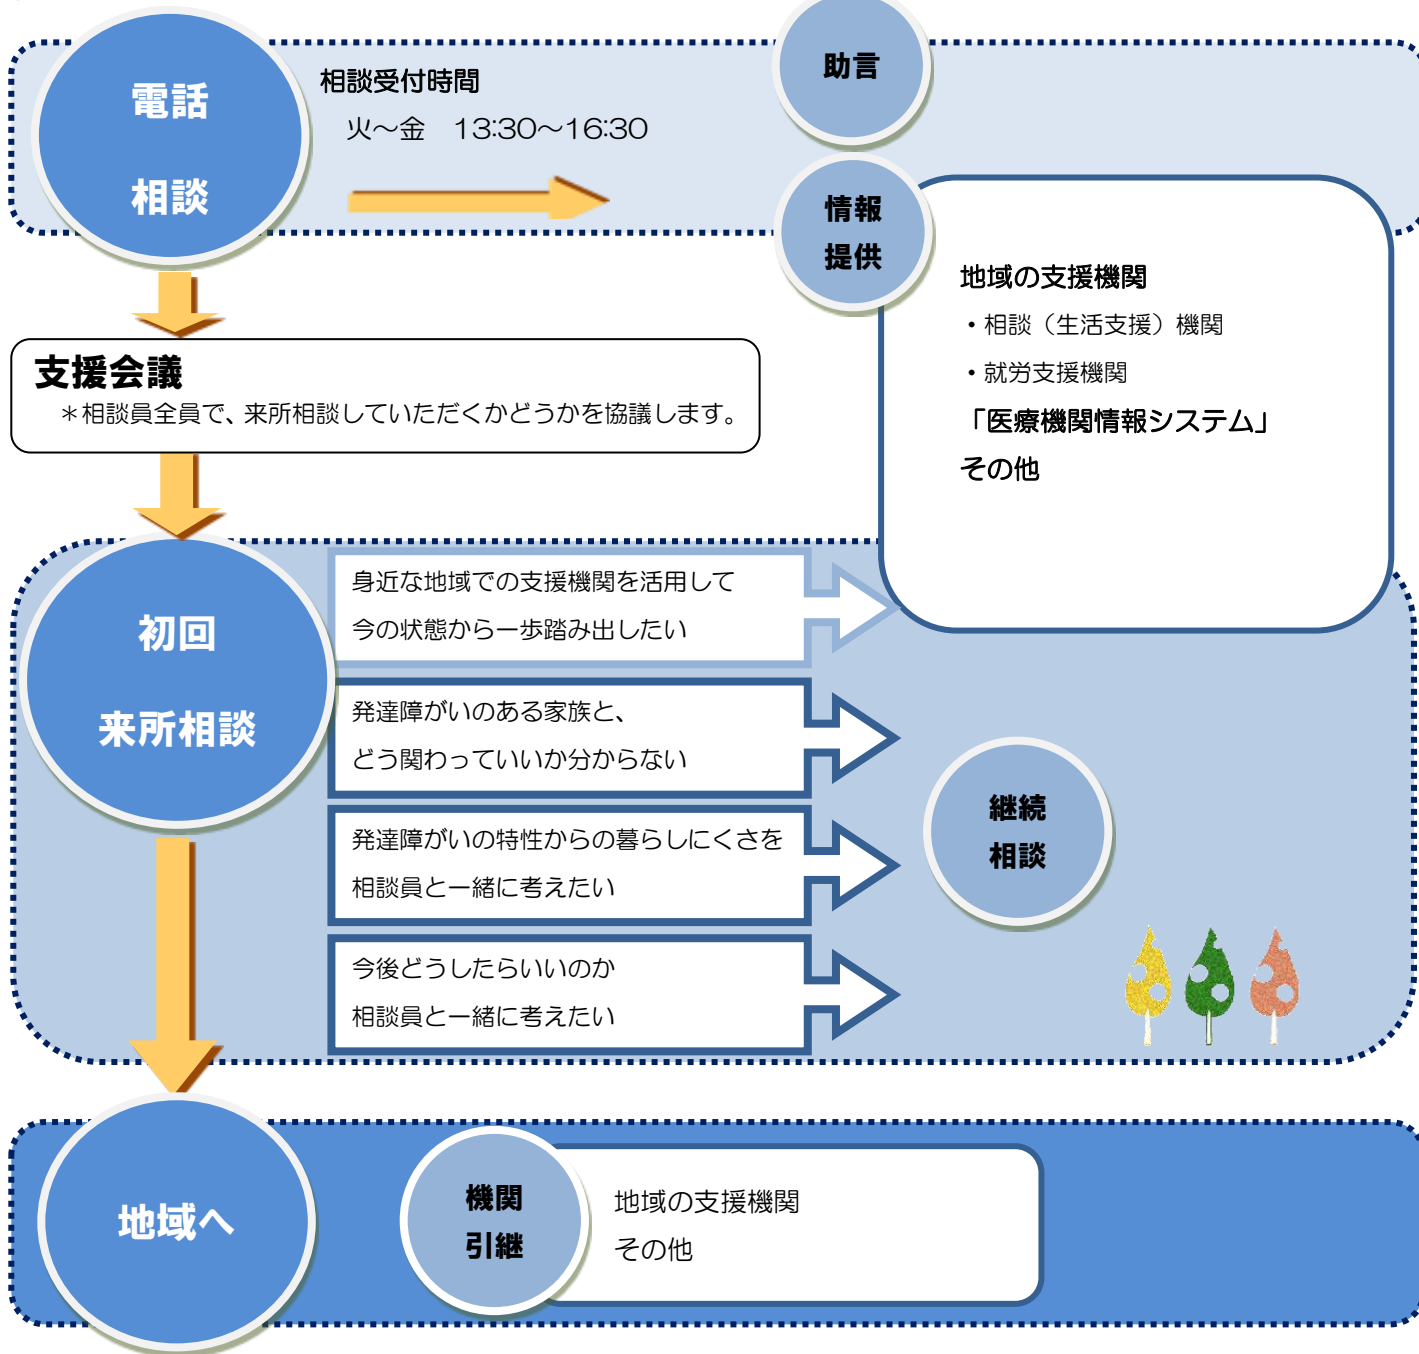 電話
相談
相談受付時間
火～金　13:30～16:30
助言
情報
提供
地域の支援機関
・相談（生活支援）機関
・就労支援機関
「医療機関情報システム」
その他
支援会議
＊相談員全員で、来所相談していただくかどうかを協議します。
初回
来所相談
身近な地域での支援機関を活用して
今の状態から一歩踏み出したい
発達障がいのある家族と、
どう関わっていいか分からない
発達障がいの特性からの暮らしにくさを
相談員と一緒に考えたい
今後どうしたらいいのか
相談員と一緒に考えたい
継続
相談
地域へ
機関
引継
地域の支援機関
その他